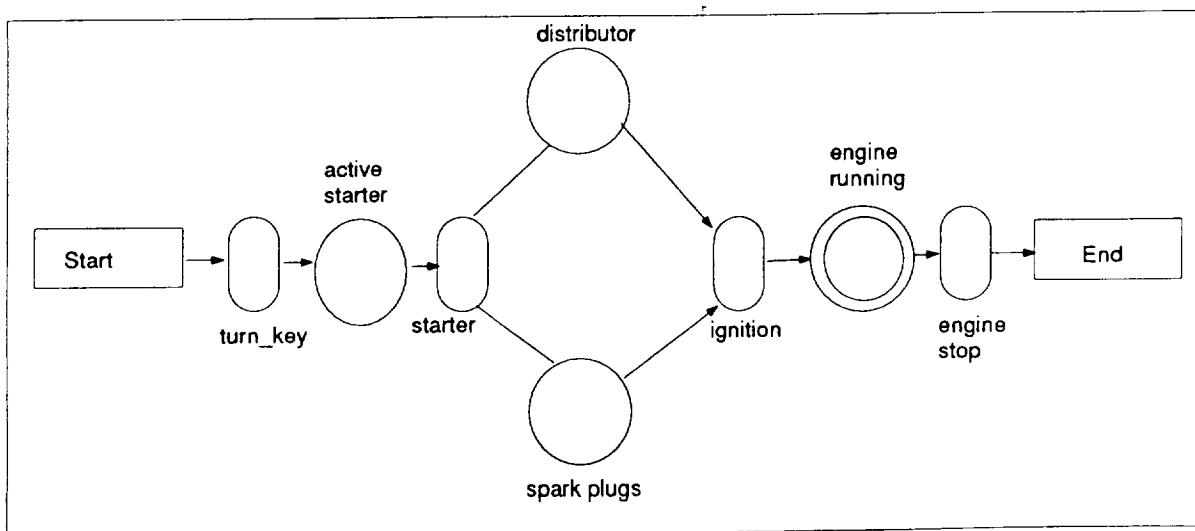 distributor
active
starter
engine
running
Start
End
turn_key
starter
ignition
engine
stop
spark plugs